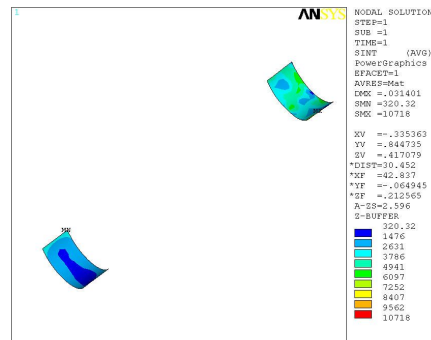 1
ANSYS
NODAL SOLUTION
STEP=1
SUB =1
TIME=1
SINT (AVG)
PowerGraphics
EFACET=1
AVRES=Mat
DMX =.031401
SMN =320.32
SMX =10718
XV =-.335363
YV =.844735
ZV =.417079
*DIST=30.452
*XF =42.837
*YF =-.064945
*ZF =.212565
A-ZS=2.596
Z-BUFFER
320.32
1476
2631
3786
4941
6097
7252
8407
9562
10718
MX
MN